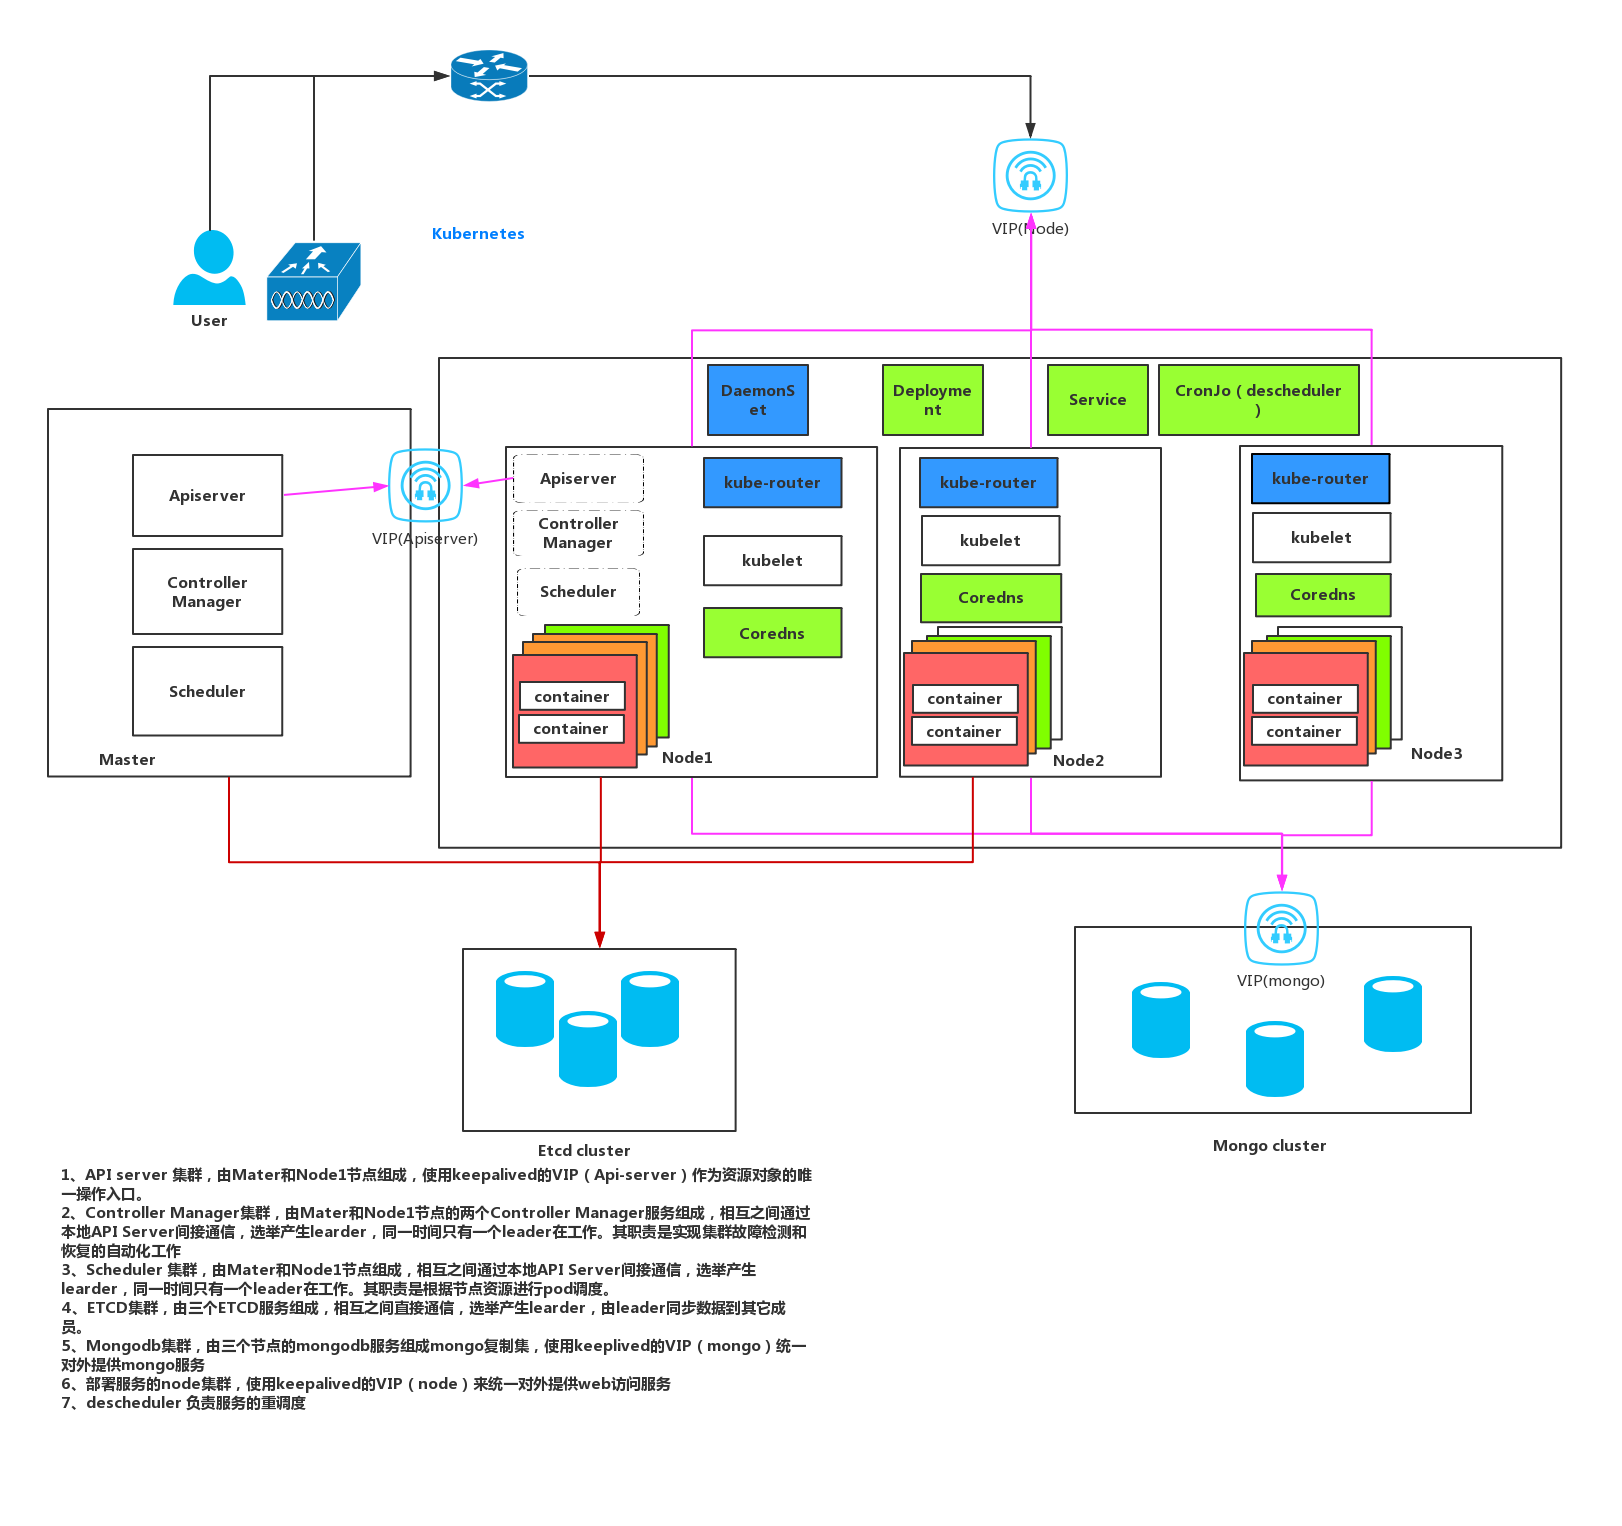 VIP(Node)
Kubernetes
User
DaemonS
et
Deployme
nt
Service
CronJo（descheduler
）
Apiserver
Controller
Manager
Scheduler
Master
VIP(Apiserver)
Apiserver
Controller
Manager
Scheduler
kube-router
kubelet
Coredns
container
container
Node1
kube-router
kubelet
Coredns
container
container
Node2
kube-router
kubelet
Coredns
container
container
Node3
VIP(mongo)
Etcd cluster
Mongo cluster
1、API server 集群，由Mater和Node1节点组成，使用keepalived的VIP（Api-server）作为资源对象的唯
一操作入口。
2、Controller Manager集群，由Mater和Node1节点的两个Controller Manager服务组成，相互之间通过
本地API Server间接通信，选举产生learder，同一时间只有一个leader在工作。其职责是实现集群故障检测和
恢复的自动化工作
3、Scheduler 集群，由Mater和Node1节点组成，相互之间通过本地API Server间接通信，选举产生
learder，同一时间只有一个leader在工作。其职责是根据节点资源进行pod调度。
4、ETCD集群，由三个ETCD服务组成，相互之间直接通信，选举产生learder，由leader同步数据到其它成
员。
5、Mongodb集群，由三个节点的mongodb服务组成mongo复制集，使用keeplived的VIP（mongo）统一
对外提供mongo服务
6、部署服务的node集群，使用keepalived的VIP（node）来统一对外提供web访问服务
7、descheduler 负责服务的重调度